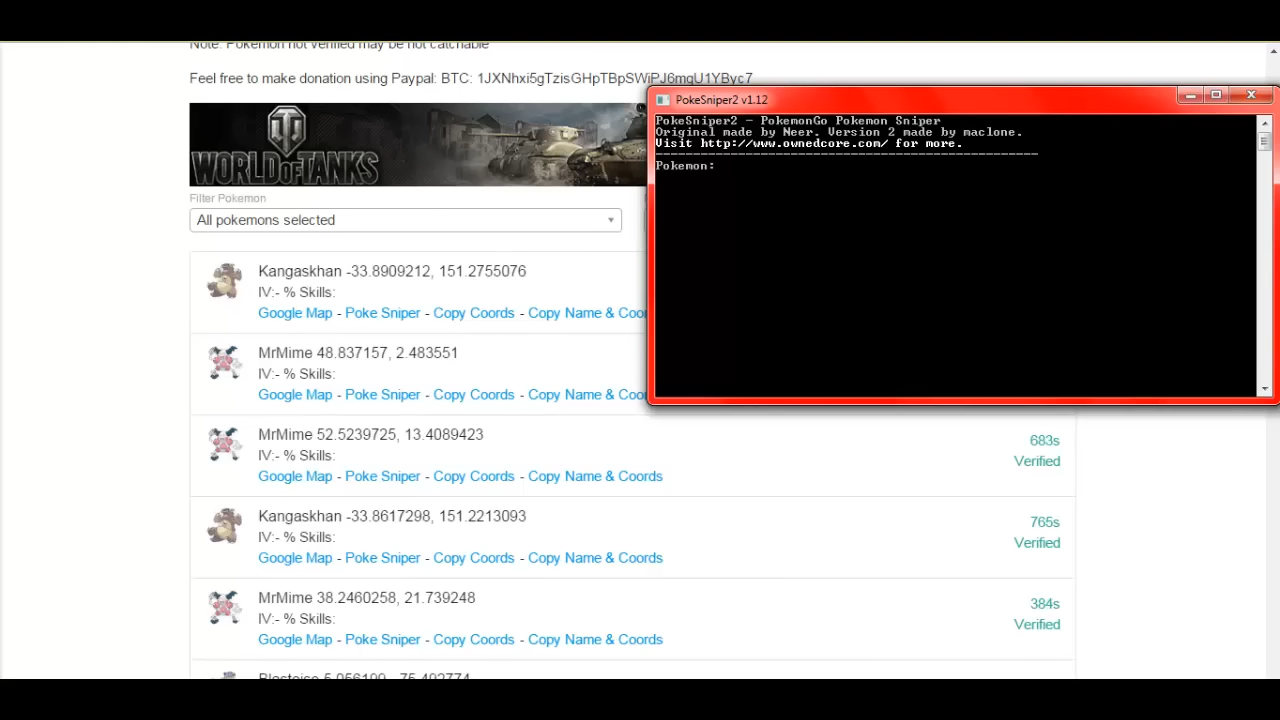 Note: Pokemon not verified may be not catchable
Feel free to make donation using Paypal: BTC: 1JXNhxi5gTzisGHpTBpSWiPJ6mqU1YByc7
WORLD OF TANKS
Filter Pokemon
All pokemons selected
PokeSniper2 v1.12
PokeSniper2 - PokemonGo Pokemon Sniper
Original made by Neer. Version 2 made by maclone.
Visit http://www.ownedcore.com/ for more.
Pokemon:
Kangaskhan -33.8909212, 151.2755076
IV:- % Skills:
Google Map - Poke Sniper - Copy Coords - Copy Name & Coor
MrMime 48.837157, 2.483551
IV:- % Skills:
Google Map - Poke Sniper - Copy Coords - Copy Name & Coor
MrMime 52.5239725, 13.4089423
683s
IV:- % Skills:
Verified
Google Map - Poke Sniper - Copy Coords - Copy Name & Coords
Kangaskhan -33.8617298, 151.2213093
765s
IV:- % Skills:
Verified
Google Map - Poke Sniper - Copy Coords - Copy Name & Coords
MrMime 38.2460258, 21.739248
384s
IV:- % Skills:
Verified
Google Map - Poke Sniper - Copy Coords - Copy Name & Coords
Blastoise 5.056199, -75.492774